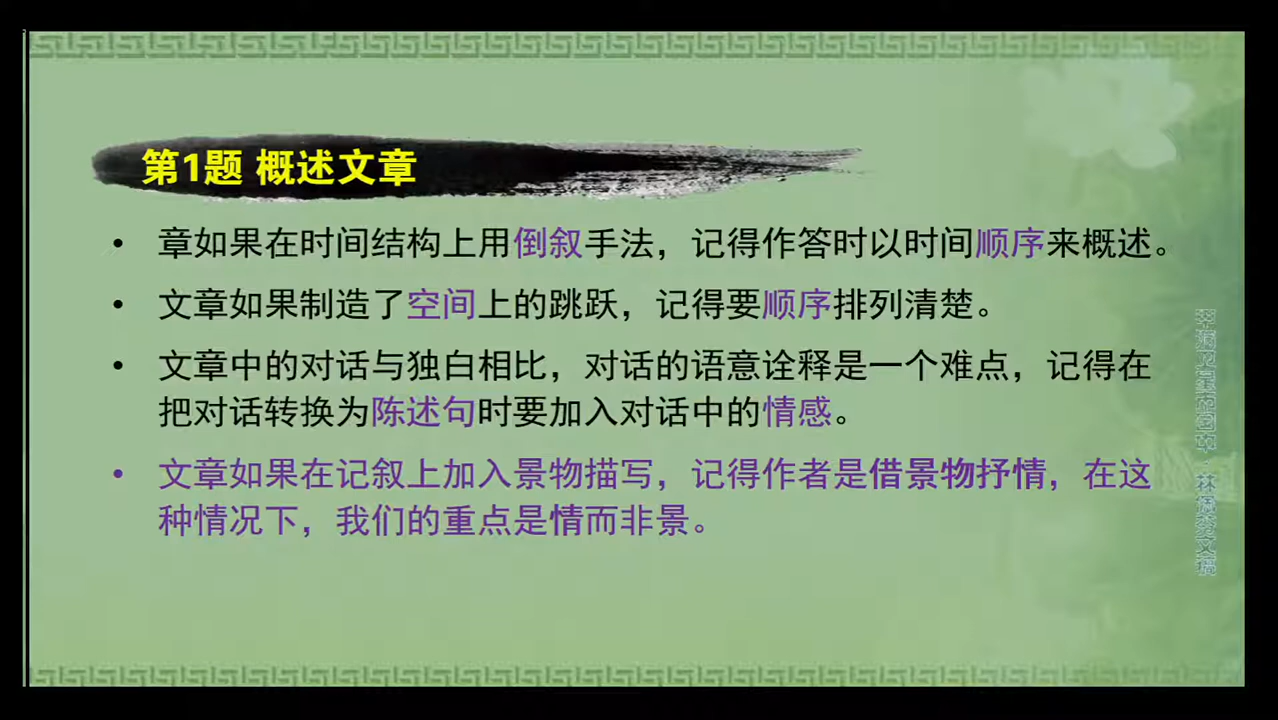 第1题 概述文章
• 章如果在时间结构上用倒叙手法，记得作答时以时间顺序来概述。
• 文章如果制造了空间上的跳跃，记得要顺序排列清楚。
• 文章中的对话与独白相比，对话的语意诠释是一个难点，记得在
把对话转换为陈述句时要加入对话中的情感。
• 文章如果在记叙上加入景物描写，记得作者是借景物抒情，在这
种情况下，我们的重点是情而非景。